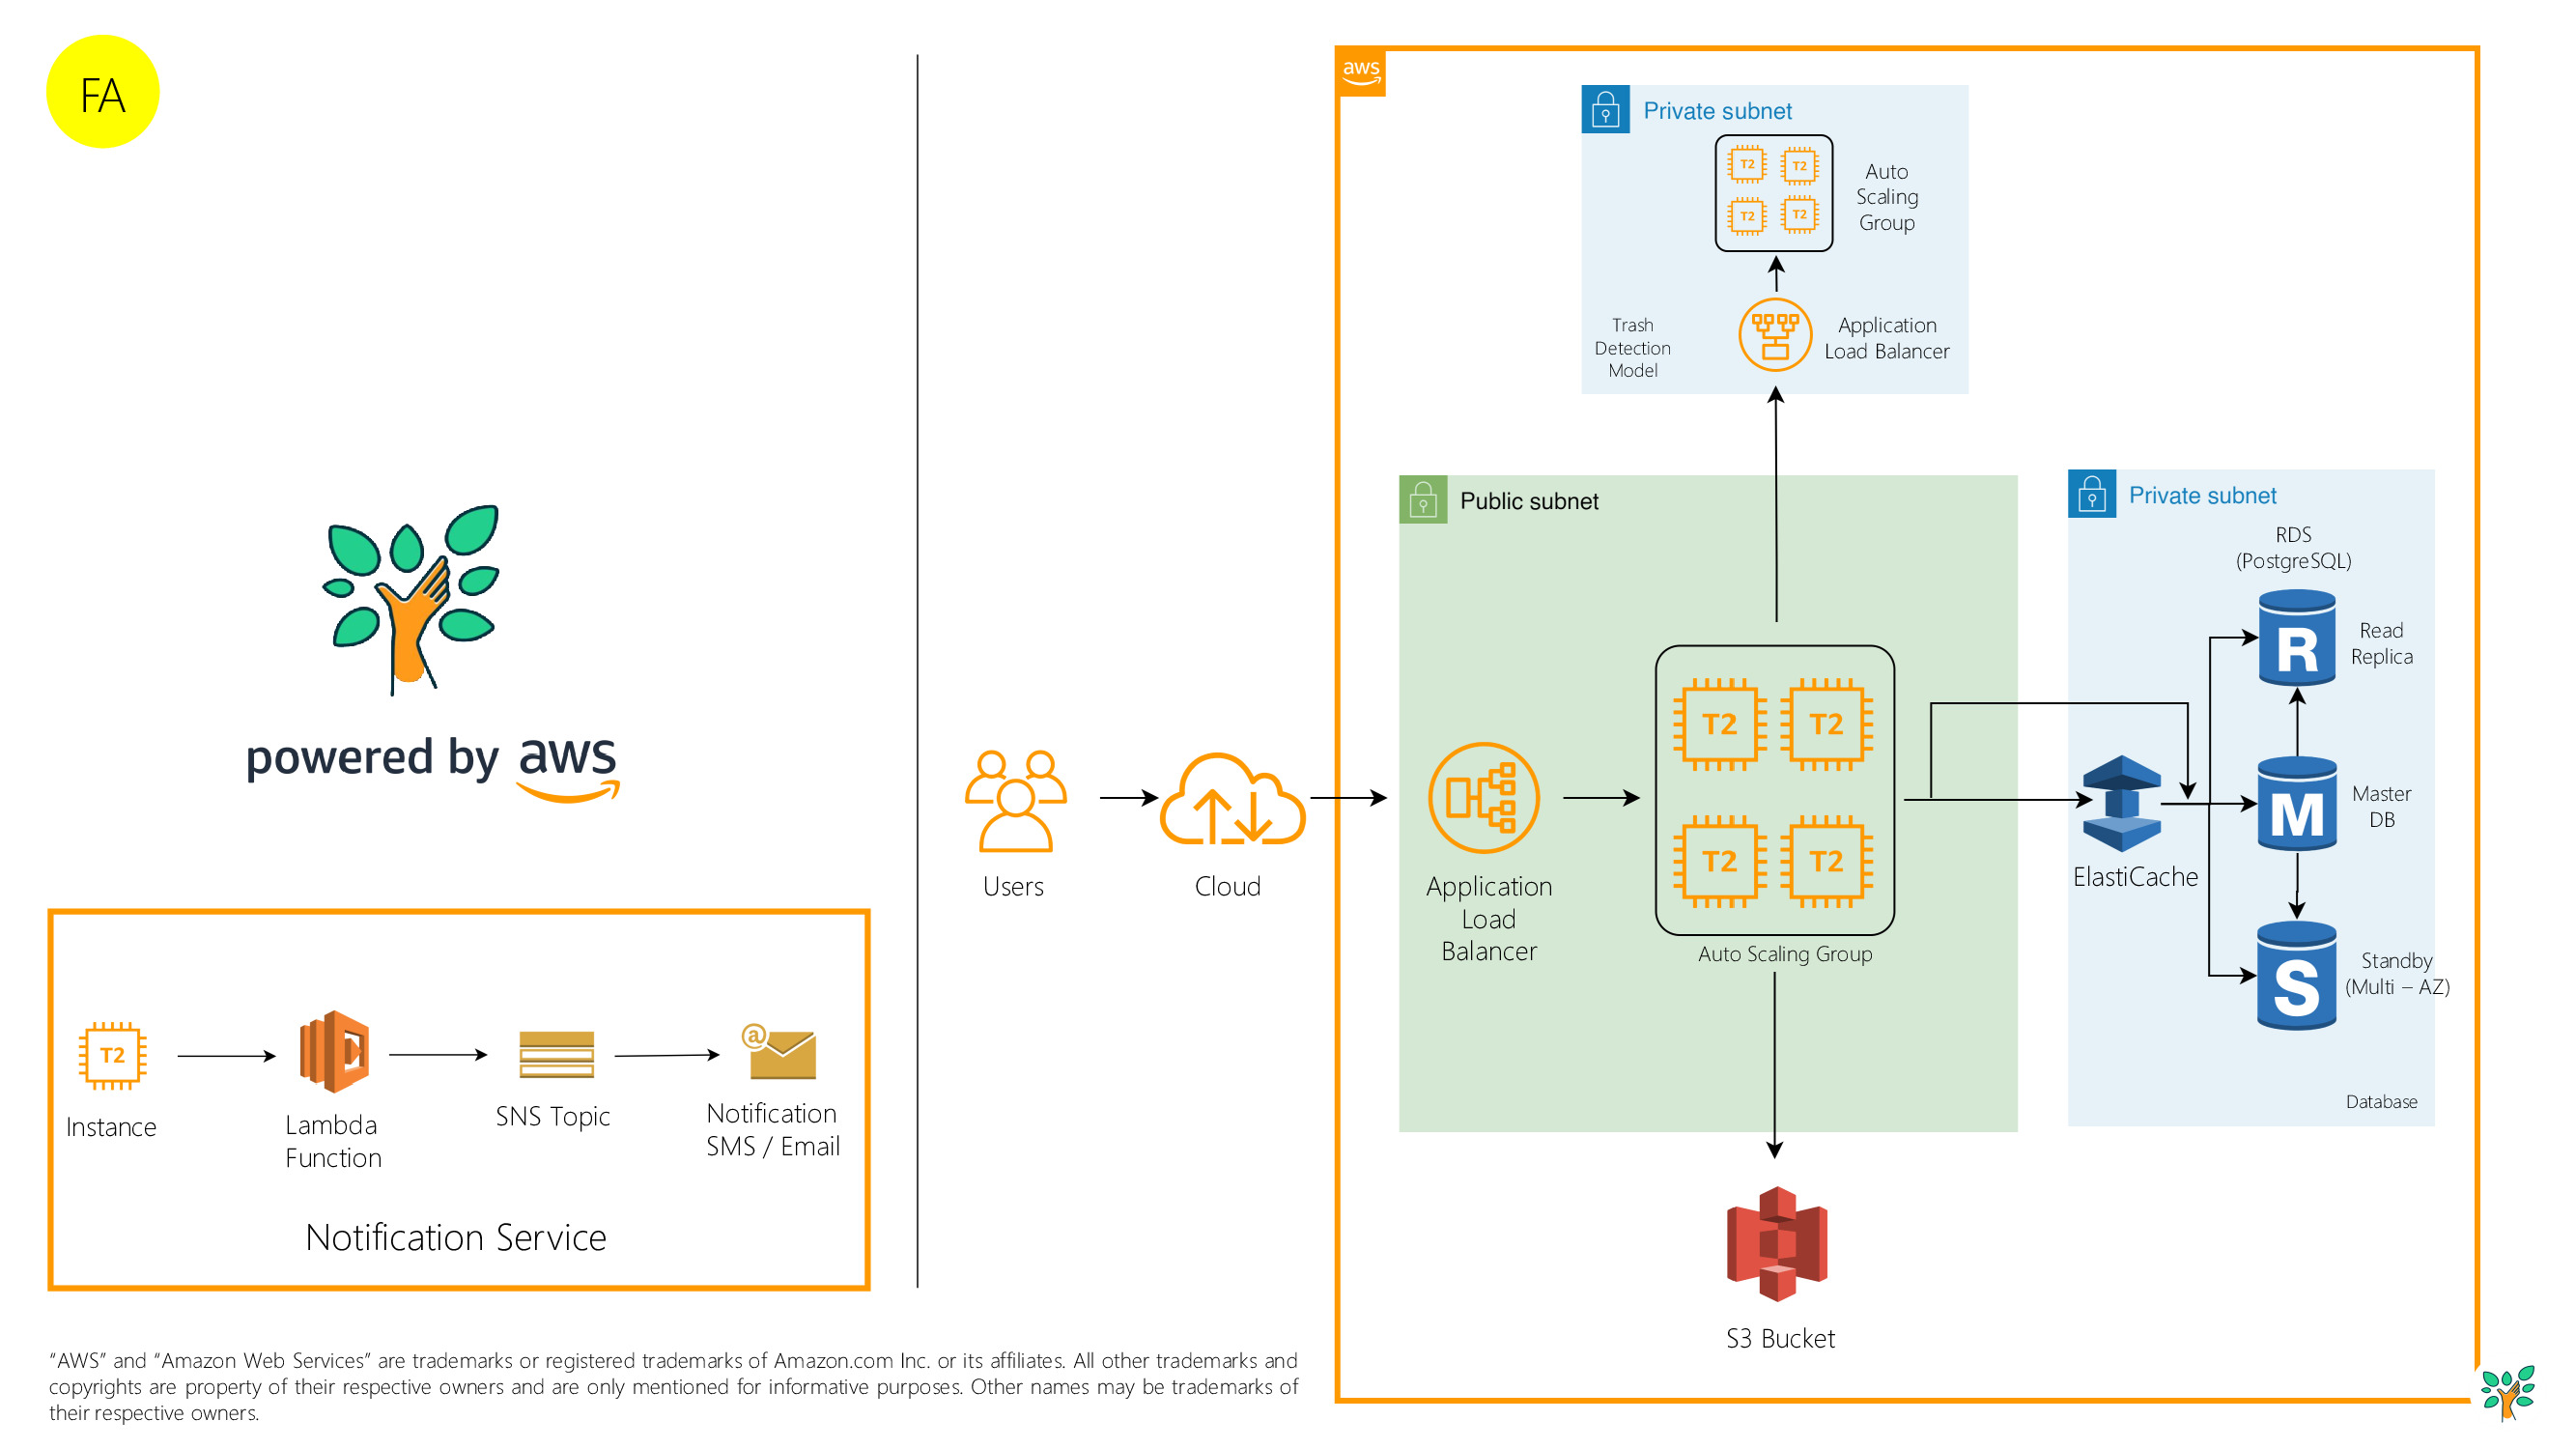 FA
powered by aws
Instance
Lambda
Function
SNS Topic
Notification
SMS / Email
T2
Notification Service
"AWS" and "Amazon Web Services" are trademarks or registered trademarks of Amazon.com Inc. or its affiliates. All other trademarks and
copyrights are property of their respective owners and are only mentioned for informative purposes. Other names may be trademarks of
their respective owners.
Users
Cloud
aws
Private subnet
T2 T2
T2 T2
Auto
Scaling
Group
Trash
Detection
Model
Application
Load Balancer
Public subnet
Application
Load
Balancer
T2 T2
T2 T2
Auto Scaling Group
S3 Bucket
Private subnet
RDS
(PostgreSQL)
R
Read
Replica
ElastiCache
M
Master
DB
S
Standby
(Multi – AZ)
Database